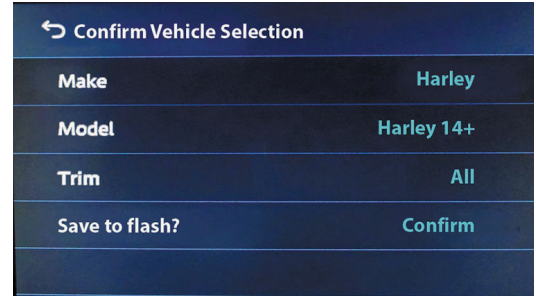 Confirm Vehicle Selection
Make Harley
Model Harley 14+
Trim All
Save to flash? Confirm